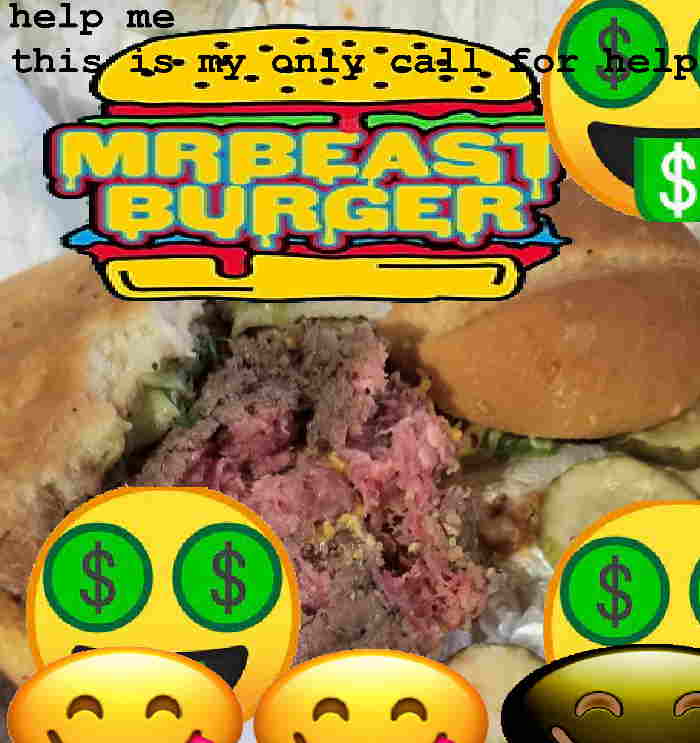 help me
this is my only call for help
MRBEAST
BURGER
$
$
$ $
$